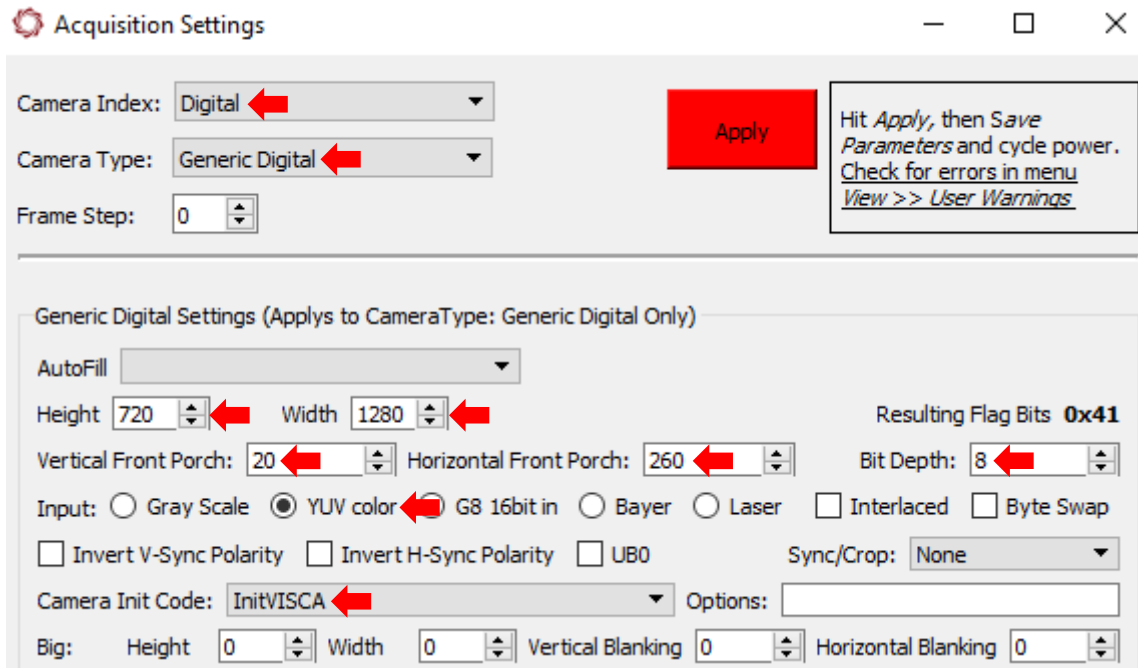 Acquisition Settings
Camera Index: Digital
Apply
Hit Apply, then Save
Parameters and cycle power.
Check for errors in menu
View >> User Warnings
Camera Type: Generic Digital
Frame Step: 0
Generic Digital Settings (Applys to CameraType: Generic Digital Only)
AutoFill
Height 720 Width 1280 Resulting Flag Bits 0x41
Vertical Front Porch: 20 Horizontal Front Porch: 260 Bit Depth: 8
Input: Gray Scale YUV color G8 16bit in Bayer Laser Interlaced Byte Swap
Invert V-Sync Polarity Invert H-Sync Polarity UB0 Sync/Crop: None
Camera Init Code: InitVISCA Options:
Big: Height 0 Width 0 Vertical Blanking 0 Horizontal Blanking 0